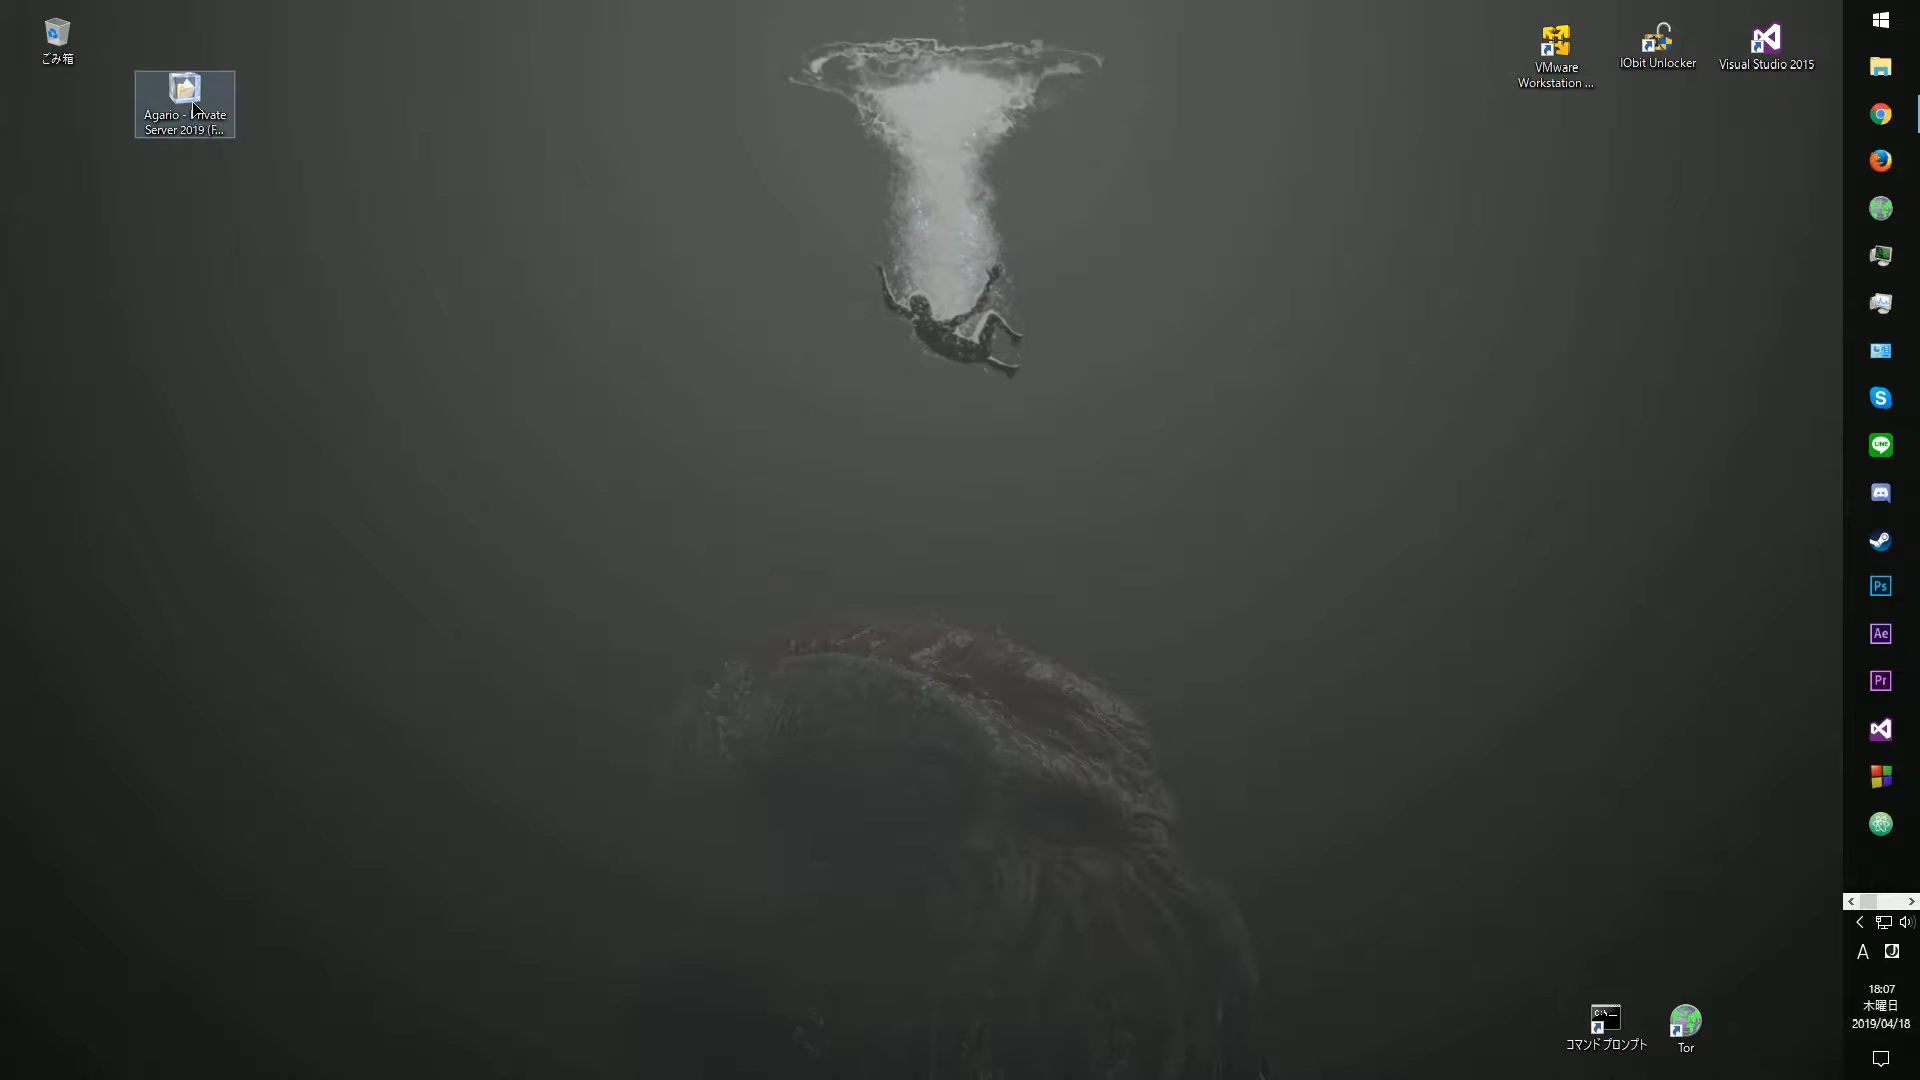 ごみ箱
Agario - Private
Server 2019 (F...
VMware
Workstation ...
IObit Unlocker
Visual Studio 2015
S
LINE
Ps
Ae
Pr
A
J
18:07
木曜日
2019/04/18
C:\_
コマンド プロンプト
Tor